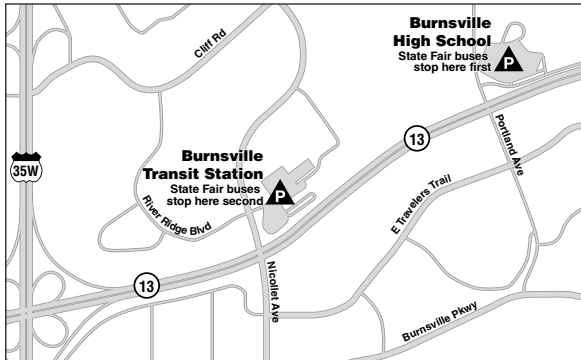 Burnsville
High School
State Fair buses
stop here first
P
Cliff Rd
13
Portland Ave
35W
Burnsville
Transit Station
State Fair buses
stop here second
P
E Travelers Trail
River Ridge Blvd
Nicollet Ave
13
Burnsville Pkwy